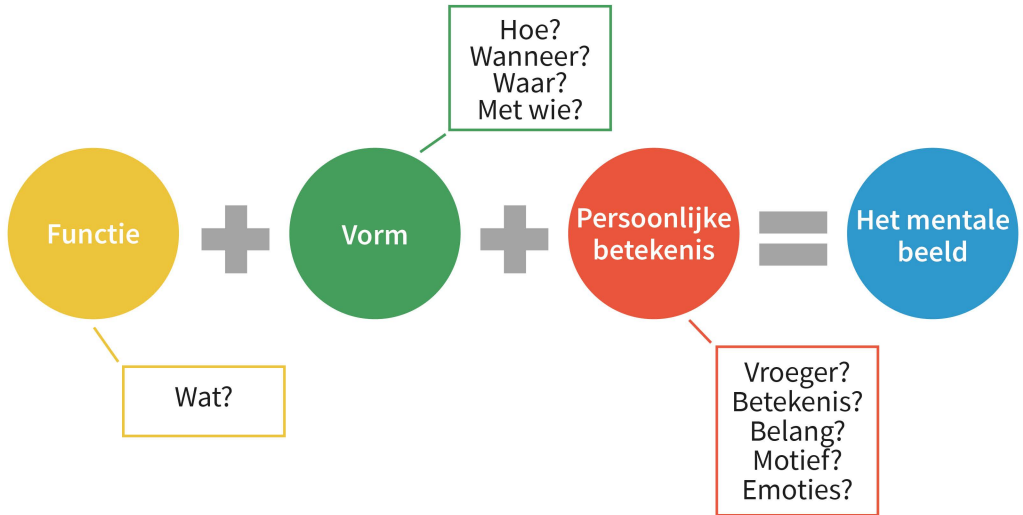 Hoe?
Wanneer?
Waar?
Met wie?
Functie
Vorm
Persoonlijke
betekenis
Het mentale
beeld
Wat?
Vroeger?
Betekenis?
Belang?
Motief?
Emoties?